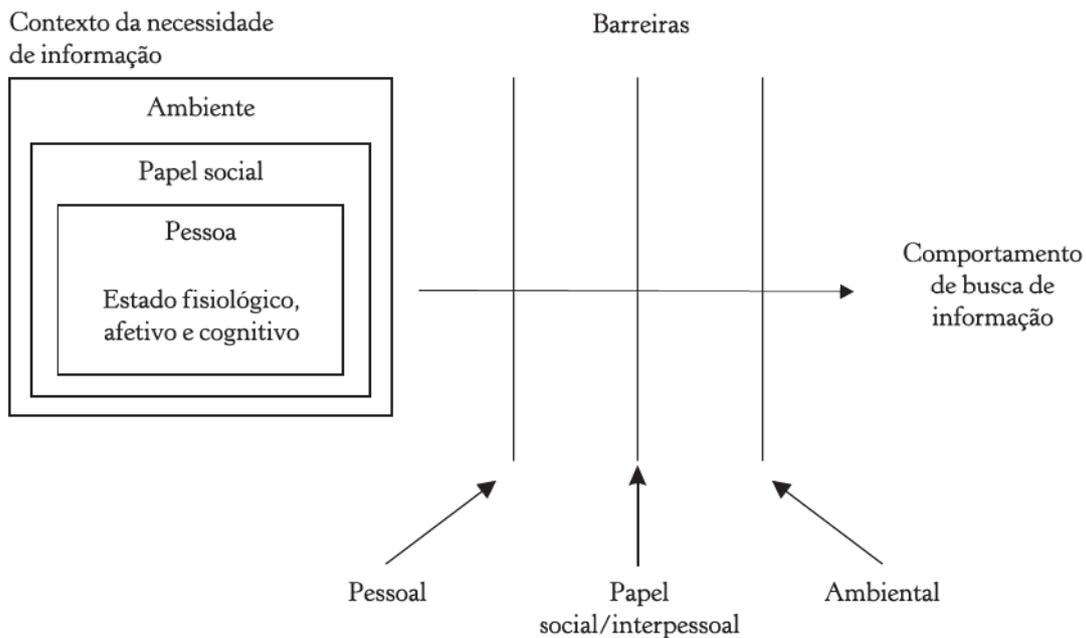 Contexto da necessidade
de informação
Barreiras
Ambiente
Papel social
Pessoa
Estado fisiológico,
afetivo e cognitivo
Comportamento
de busca de
informação
Pessoal
Papel
social/interpessoal
Ambiental